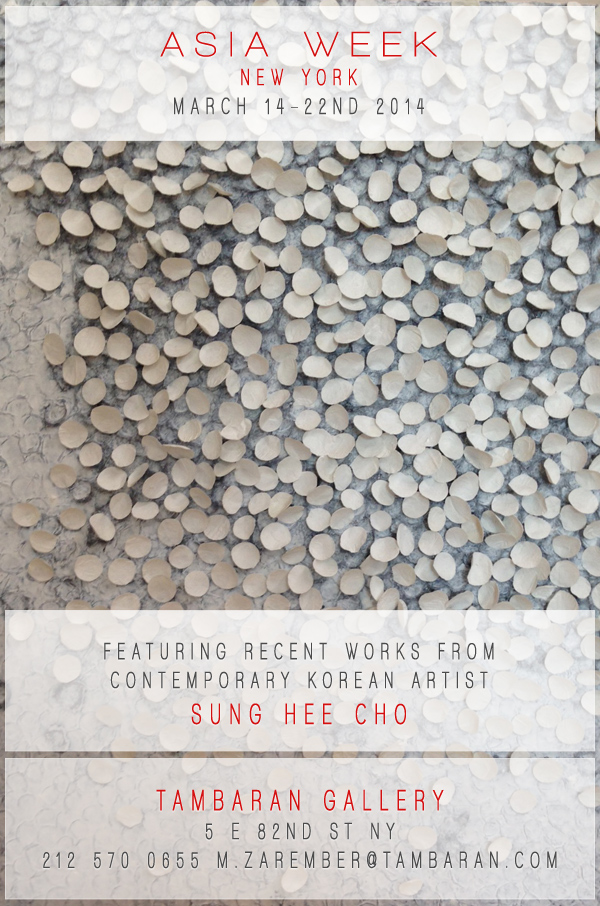 ASIA WEEK
NEW YORK
MARCH 14-22ND 2014
FEATURING RECENT WORKS FROM
CONTEMPORARY KOREAN ARTIST
SUNG HEE CHO
TAMBARAN GALLERY
5 E 82ND ST NY
212 570 0655 M.ZAREMBER@TAMBARAN.COM